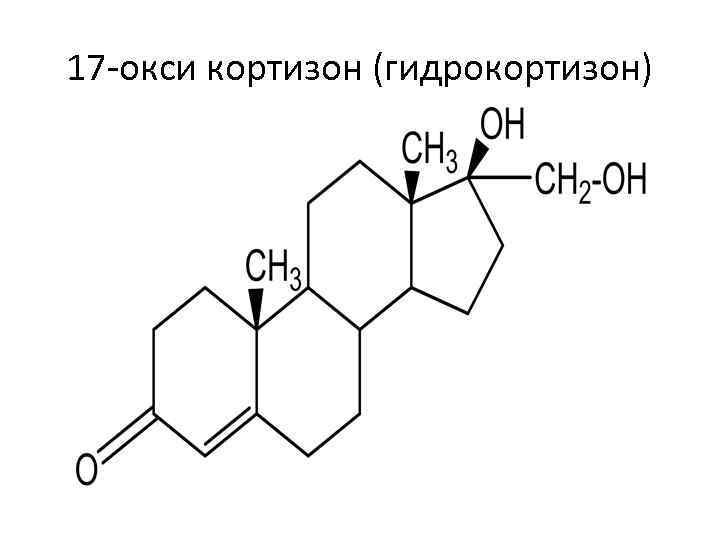 17-окси кортизон (гидрокортизон)
OH
CH3
CH2-OH
CH3
O